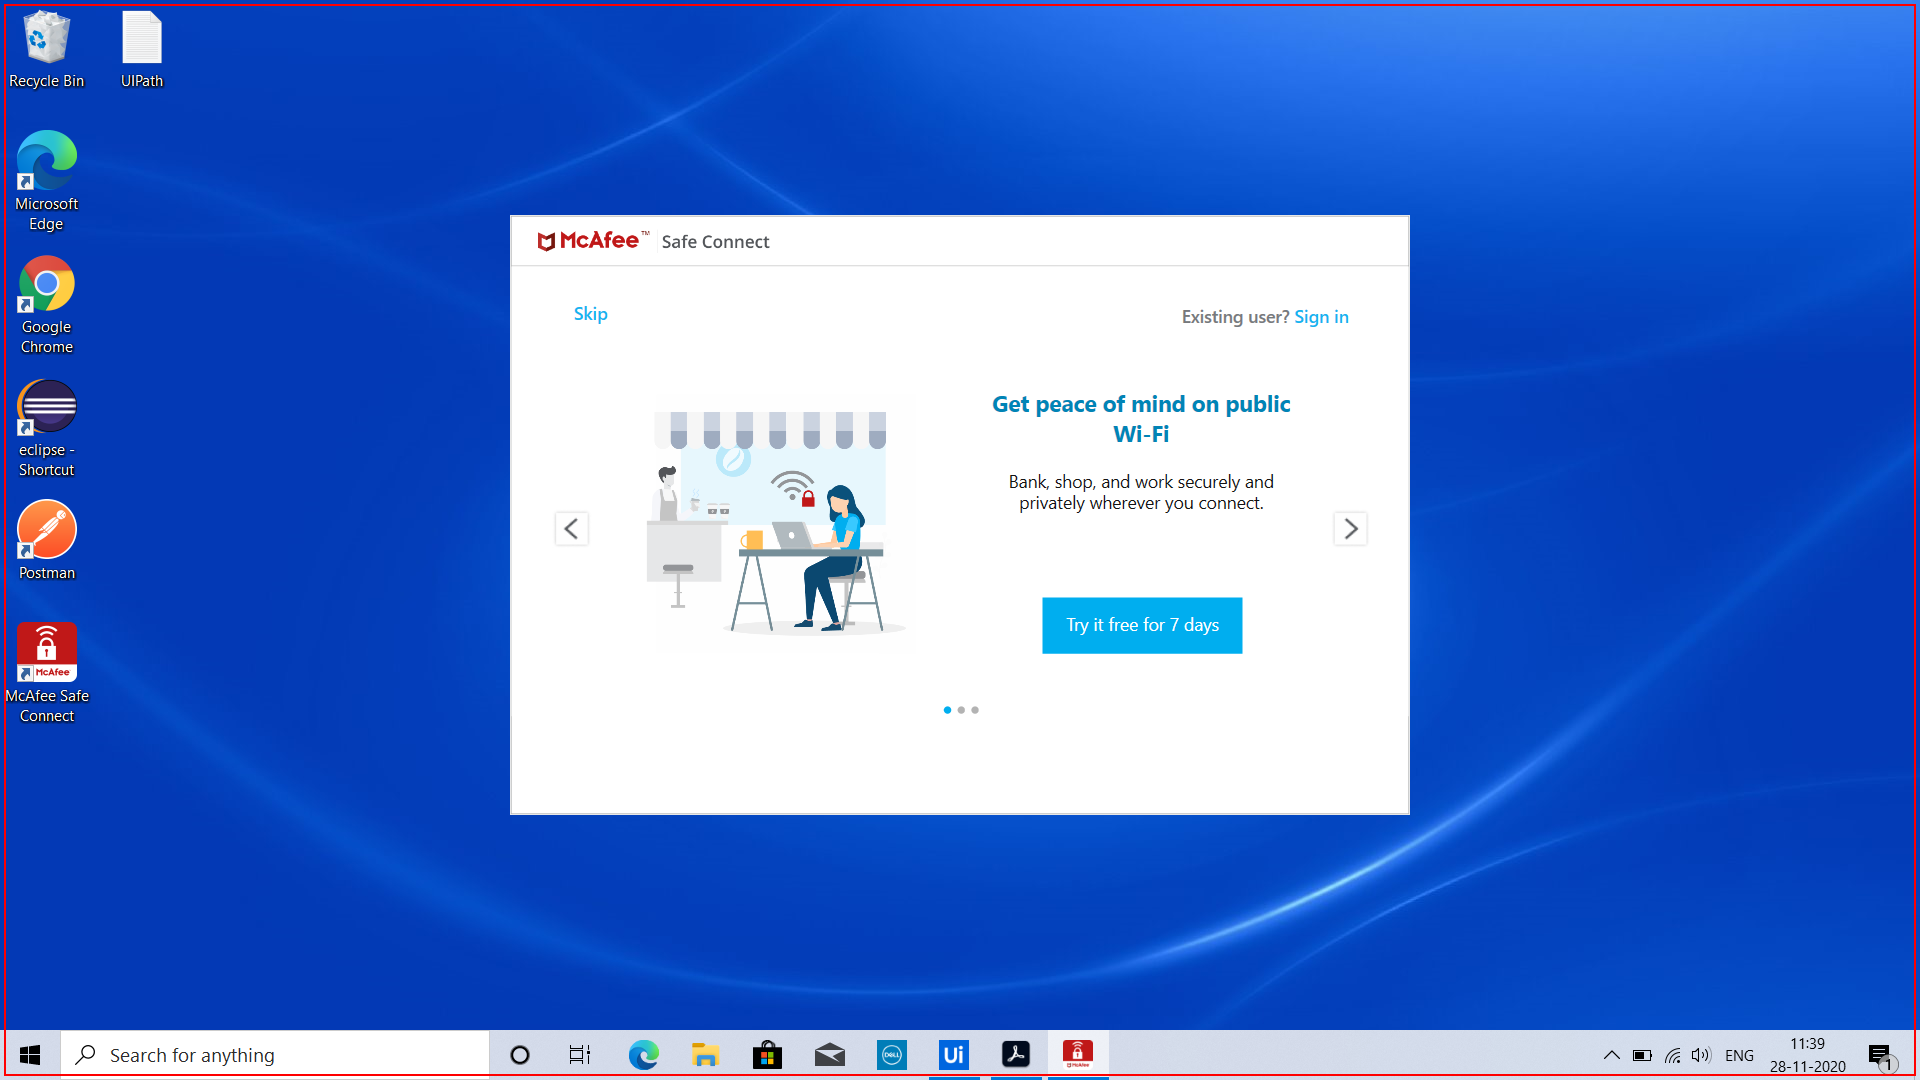 Recycle Bin
UIPath
Microsoft
Edge
Google
Chrome
eclipse -
Shortcut
Postman
McAfee
McAfee Safe
Connect
McAfee™ Safe Connect
Skip
Existing user? Sign in
Get peace of mind on public
Wi-Fi
Bank, shop, and work securely and
privately wherever you connect.
Try it free for 7 days
Search for anything
DELL
Ui
McAfee
ENG
11:39
28-11-2020
1